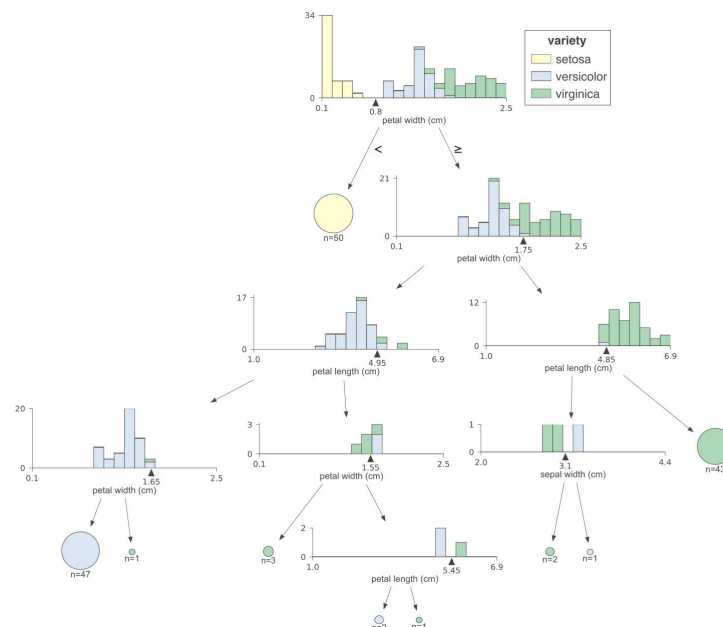 34
0
0.1
0.8
2.5
petal width (cm)
variety
setosa
versicolor
virginica
<
≥
n=50
21
0
0.1
1.75
2.5
petal width (cm)
17
0
1.0
4.95
6.9
petal length (cm)
12
0
1.0
4.85
6.9
petal length (cm)
20
0
0.1
1.65
2.5
petal width (cm)
3
0
0.1
1.55
2.5
petal width (cm)
1
0
2.0
3.1
4.4
sepal width (cm)
n=43
n=47
n=1
n=3
2
0
1.0
5.45
6.9
petal length (cm)
n=2
n=1
n=2
n=1